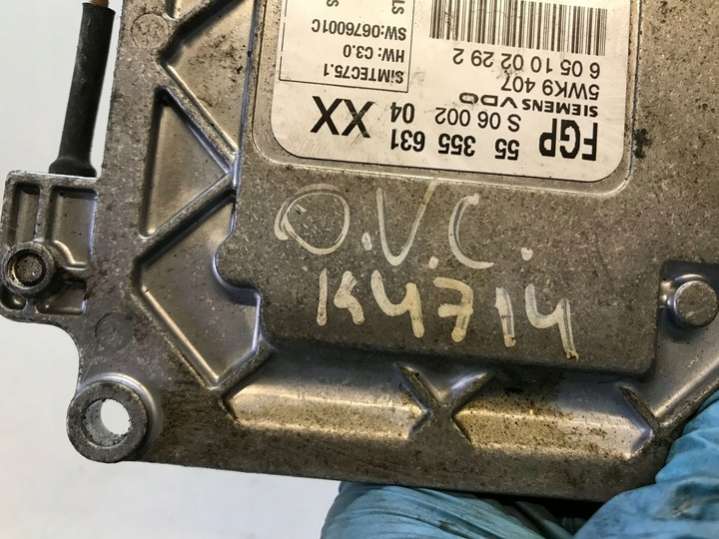 FGP 55 355 631
S 06 002 04 XX
SIEMENS VDO
5WK9 407
6 05 10 02 29 2
SiMTEC75.1
HW: C3.0
SW:0676001C
LS
O.V.C.
K4714